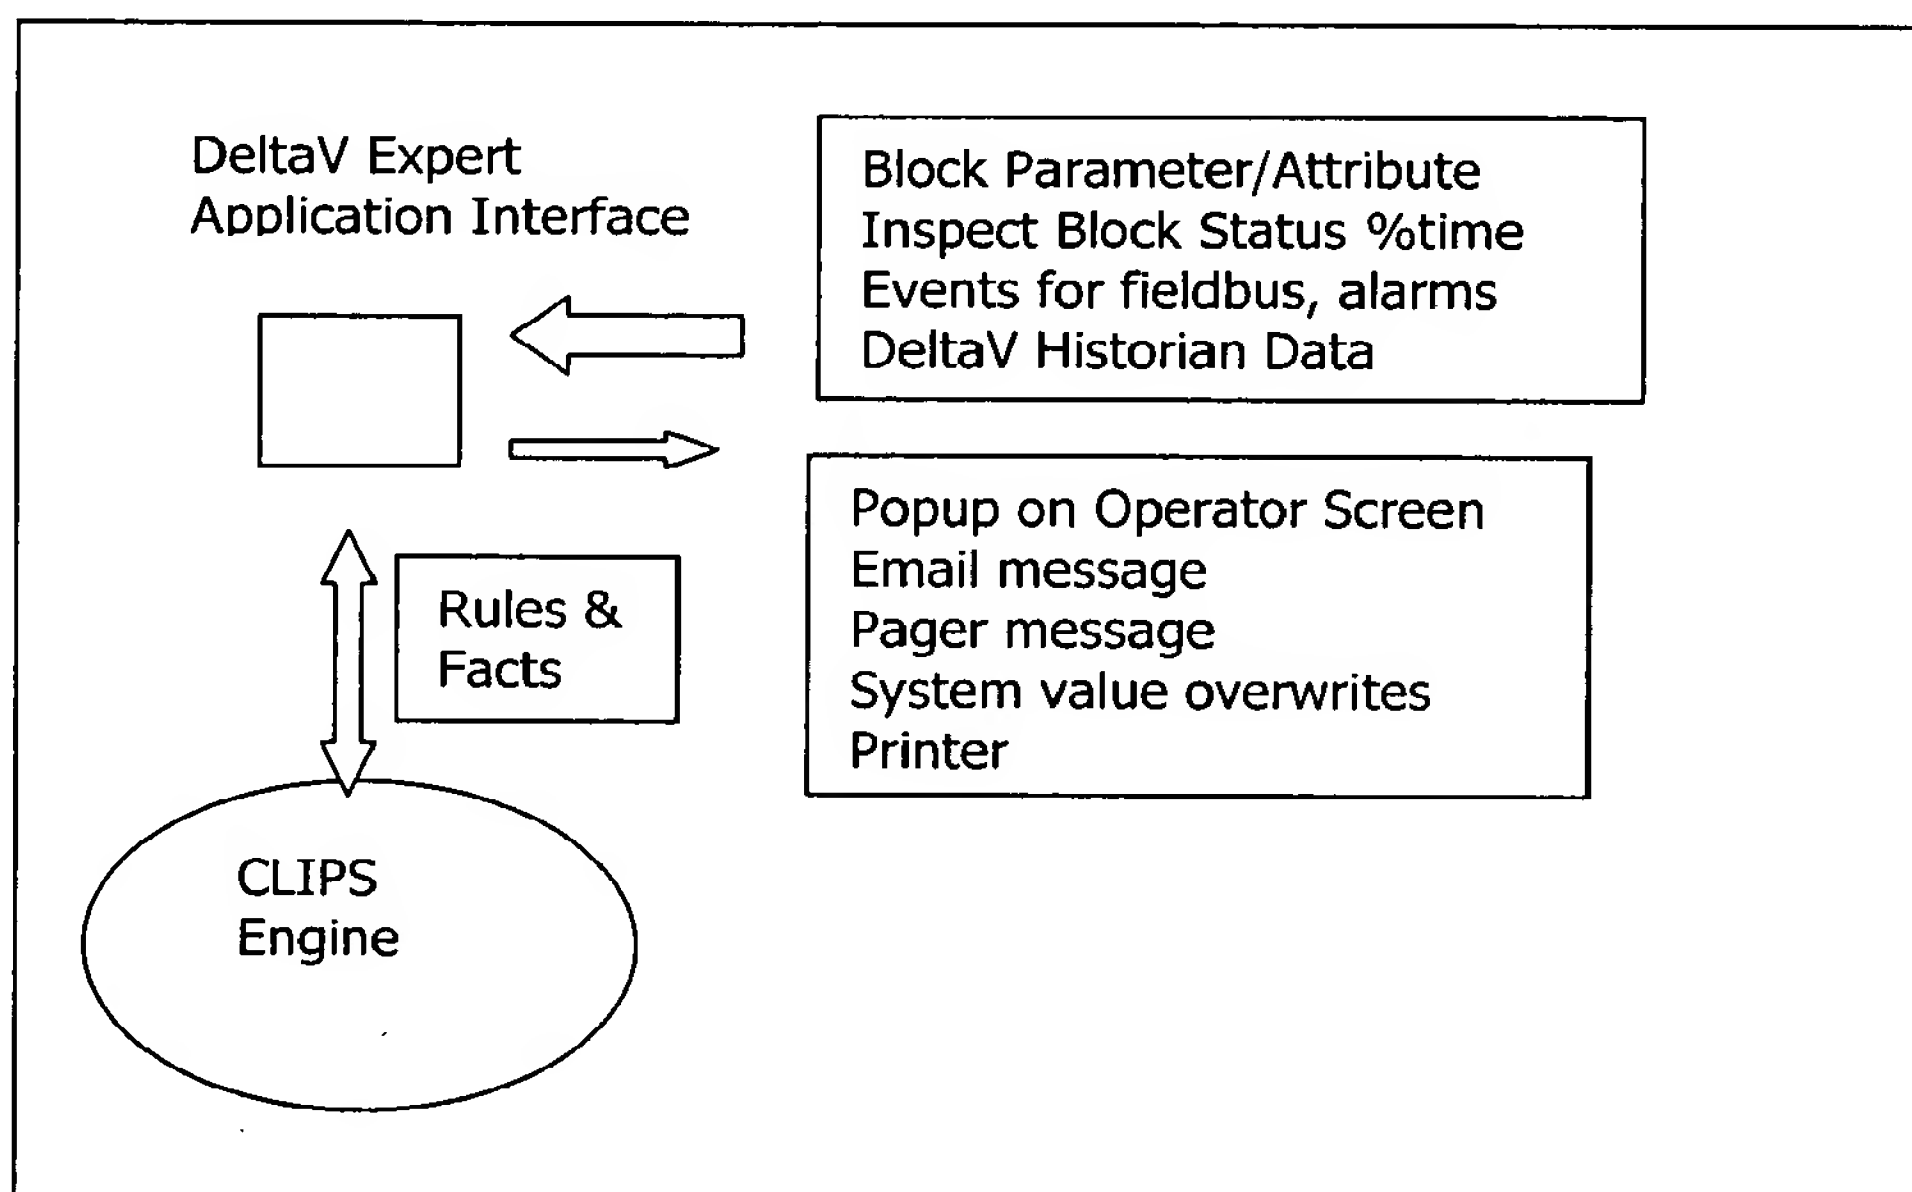 DeltaV Expert
Application Interface
Block Parameter/Attribute
Inspect Block Status %time
Events for fieldbus, alarms
DeltaV Historian Data
Popup on Operator Screen
Email message
Pager message
System value overwrites
Printer
Rules &
Facts
CLIPS
Engine